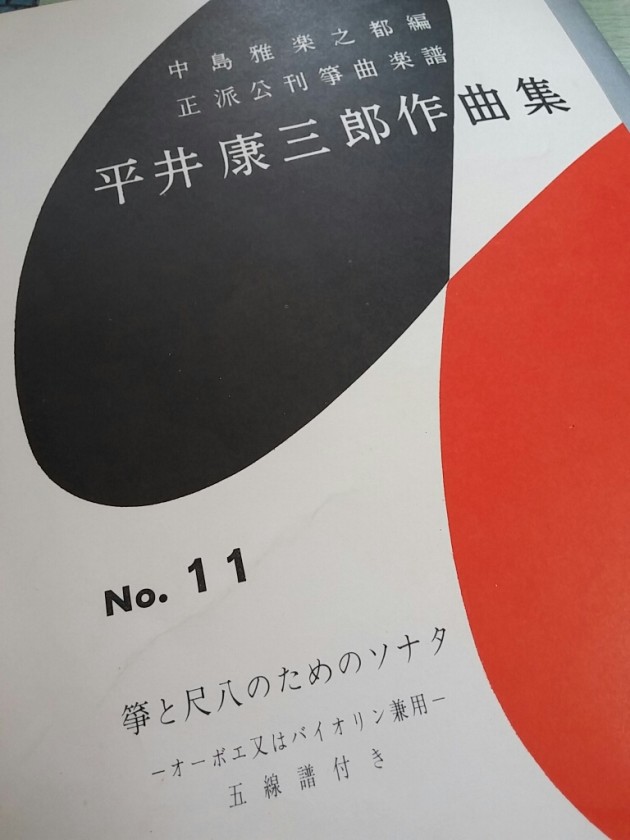 中島雅楽之都編
正派公刊箏曲楽譜
平井康三郎作曲集
No. 11
箏と尺八のためのソナタ
－オーボエ又はバイオリン兼用－
五線譜付き